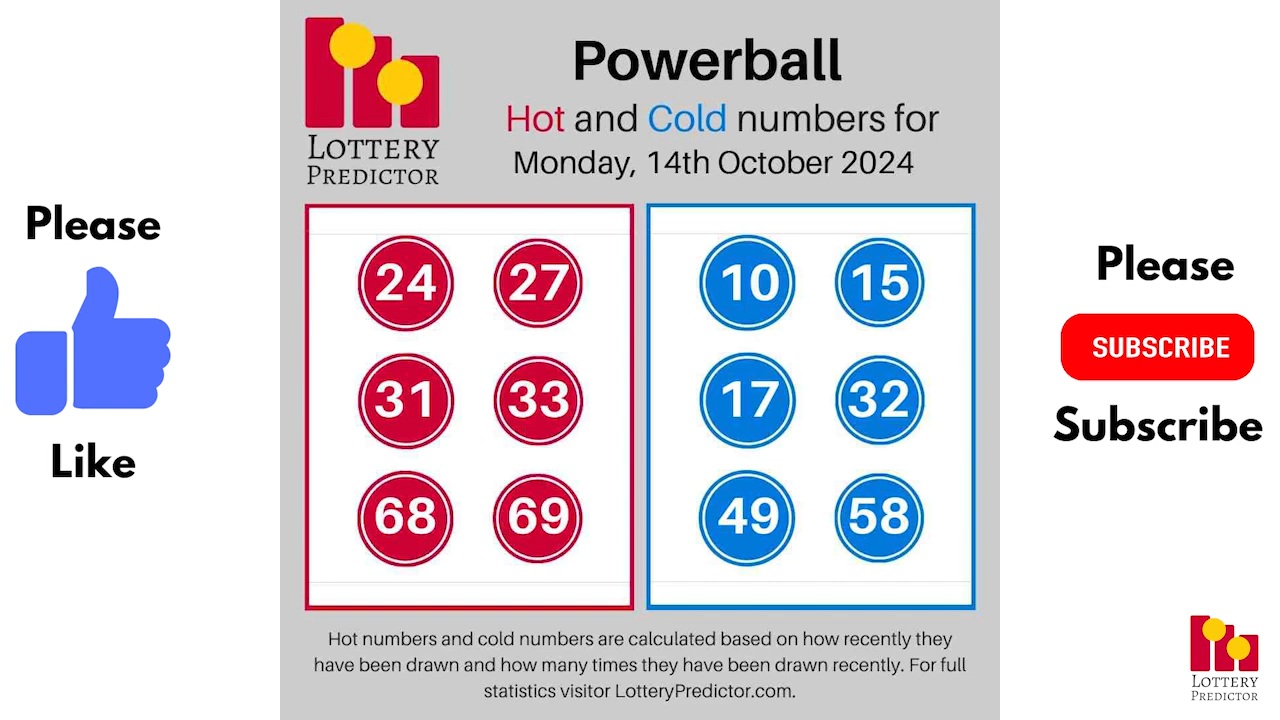 LOTTERY
PREDICTOR
Powerball
Hot and Cold numbers for
Monday, 14th October 2024
Please
Like
24 27
31 33
68 69
10 15
17 32
49 58
Please
SUBSCRIBE
Subscribe
Hot numbers and cold numbers are calculated based on how recently they
have been drawn and how many times they have been drawn recently. For full
statistics visitor LotteryPredictor.com.
LOTTERY
PREDICTOR